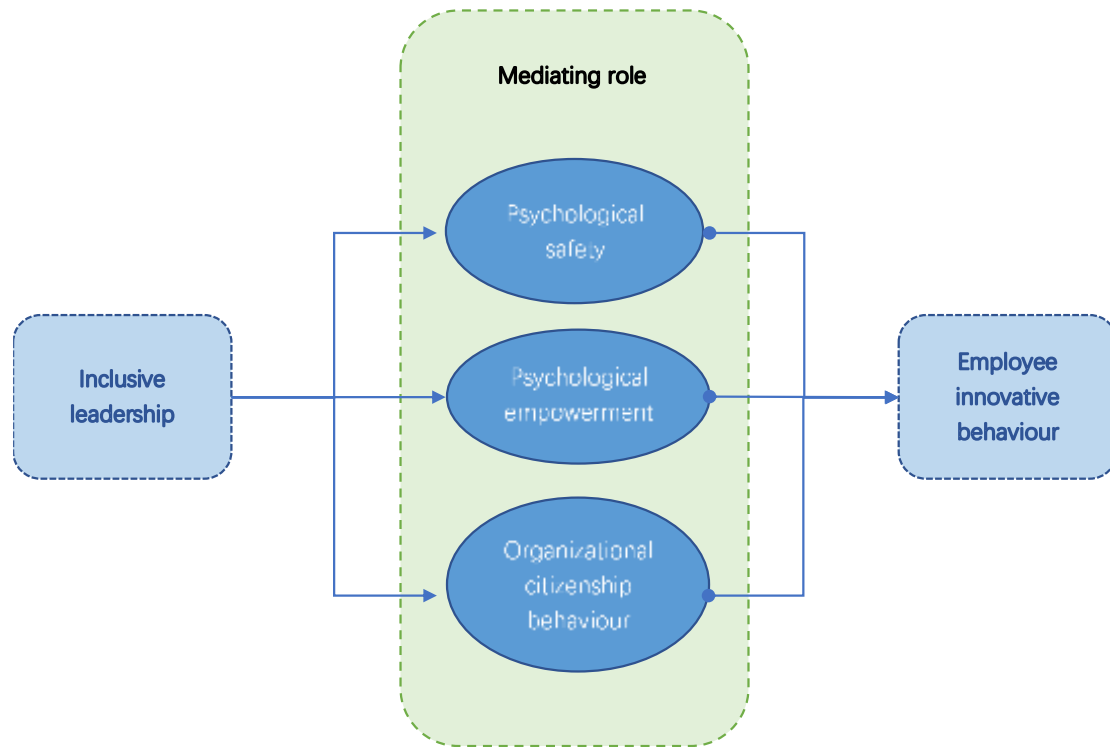 Mediating role
Psychological
safety
Inclusive
leadership
Psychological
empowerment
Employee
innovative
behaviour
Organizational
citizenship
behaviour